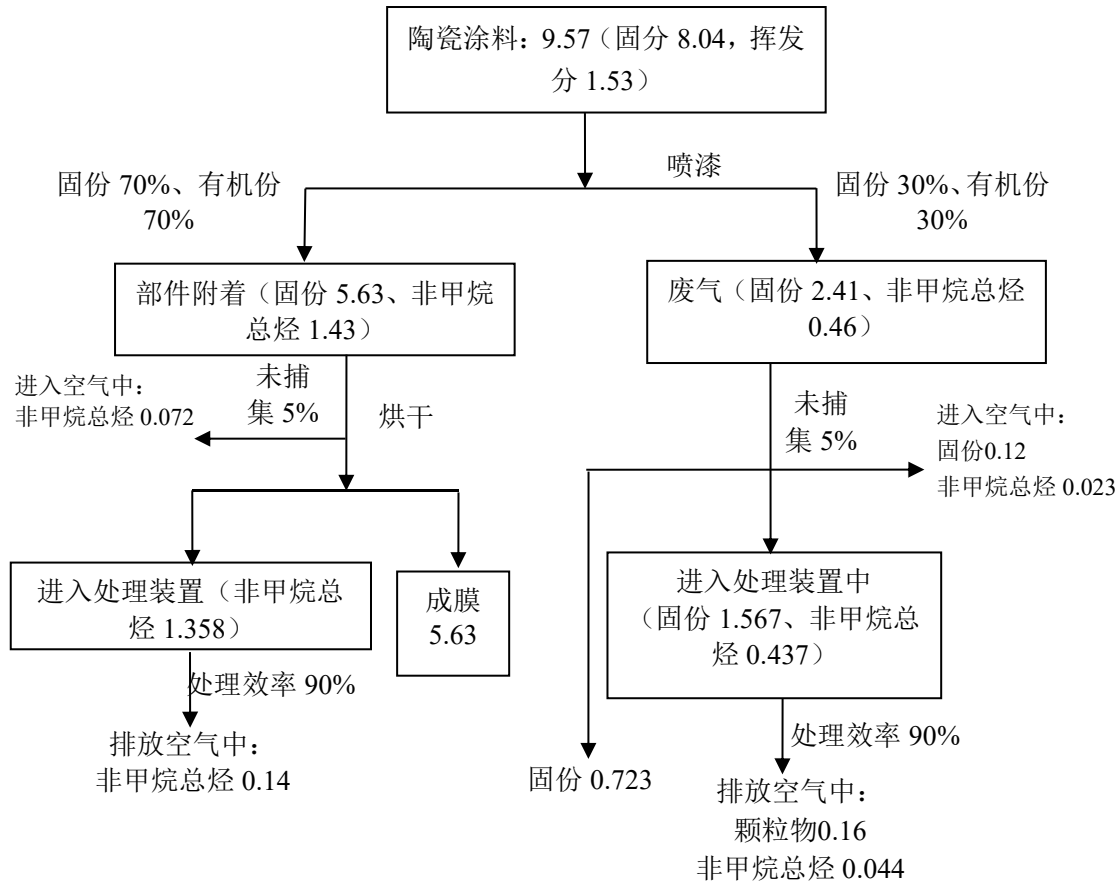 陶瓷涂料：9.57（固分 8.04，挥发
分 1.53）
喷漆
固份 70%、有机份
70%
固份 30%、有机份
30%
部件附着（固份 5.63、非甲烷
总烃 1.43）
废气（固份 2.41、非甲烷总烃
0.46）
进入空气中：
非甲烷总烃 0.072
未捕
集 5%
烘干
未捕
集 5%
进入空气中：
固份0.12
非甲烷总烃 0.023
进入处理装置（非甲烷总
烃 1.358）
成膜
5.63
进入处理装置中
（固份 1.567、非甲烷总
烃 0.437）
处理效率 90%
排放空气中：
非甲烷总烃 0.14
固份 0.723
处理效率 90%
排放空气中：
颗粒物0.16
非甲烷总烃 0.044